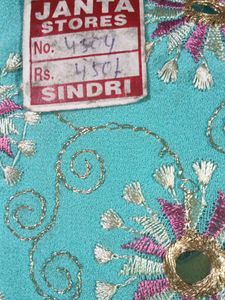 JANTA
STORES
No. 4504
Rs. 450/-
SINDRI